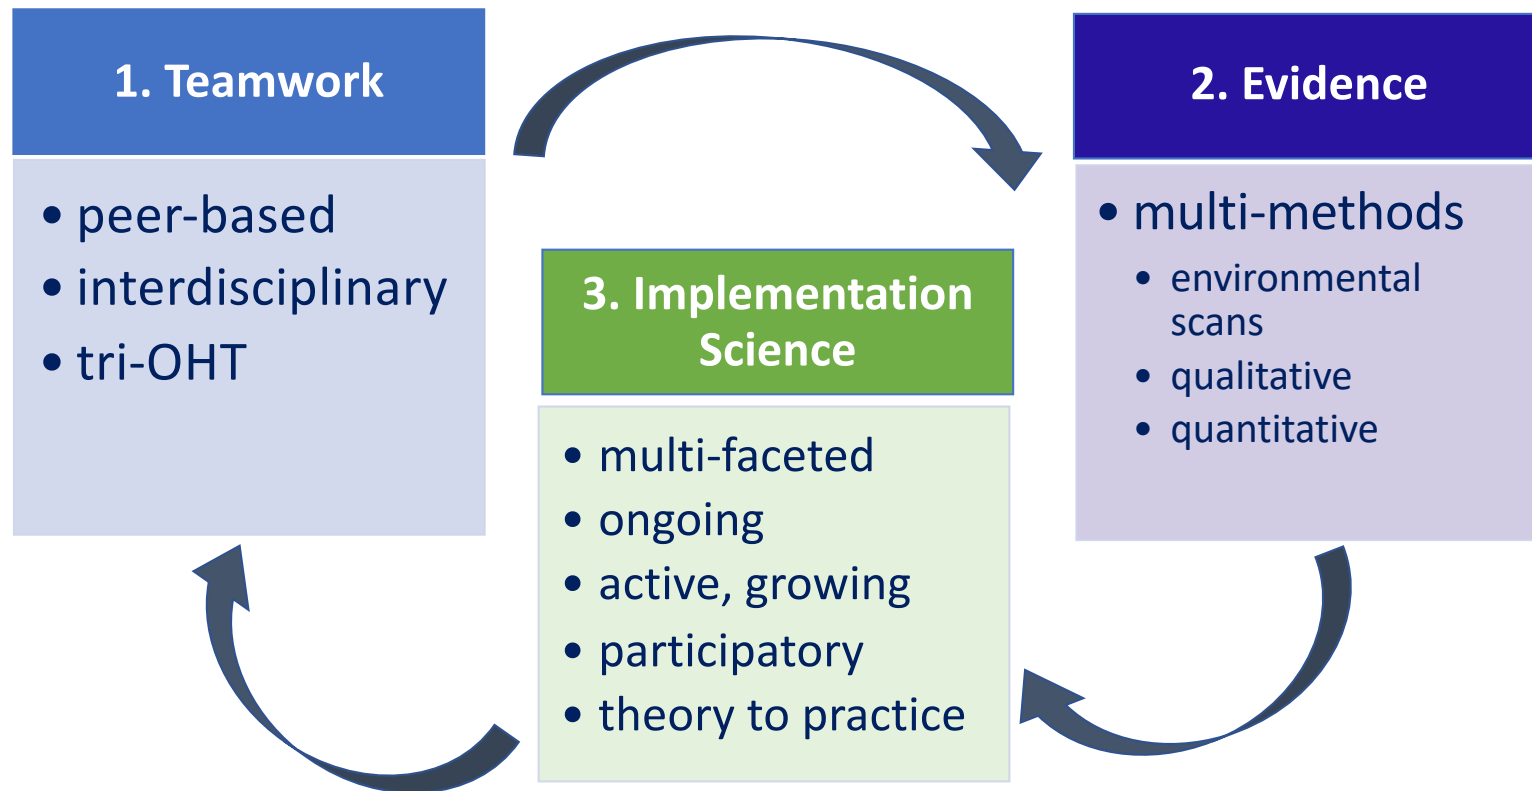 1. Teamwork
• peer-based
• interdisciplinary
• tri-OHT
2. Evidence
• multi-methods
• environmental
scans
• qualitative
• quantitative
3. Implementation
Science
• multi-faceted
• ongoing
• active, growing
• participatory
• theory to practice